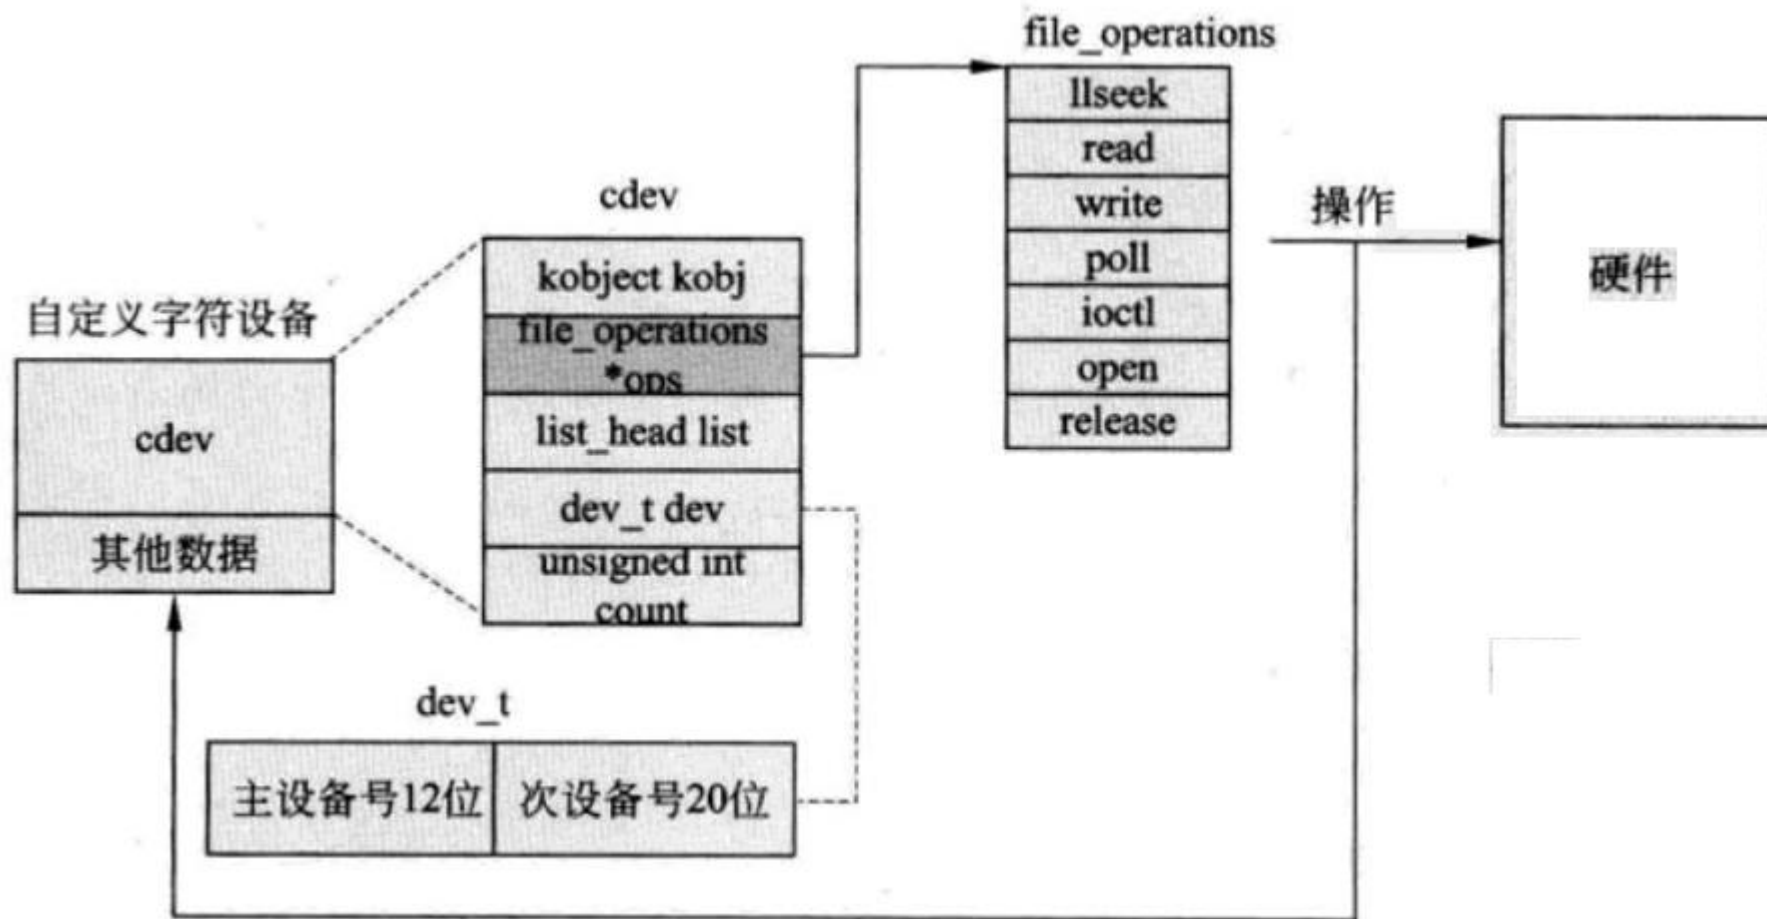 file_operations
llseek
read
write
poll
ioctl
open
release
操作
硬件
cdev
kobject kobj
file_operations
*ops
list_head list
dev_t dev
unsigned int
count
自定义字符设备
cdev
其他数据
dev_t
主设备号12位
次设备号20位